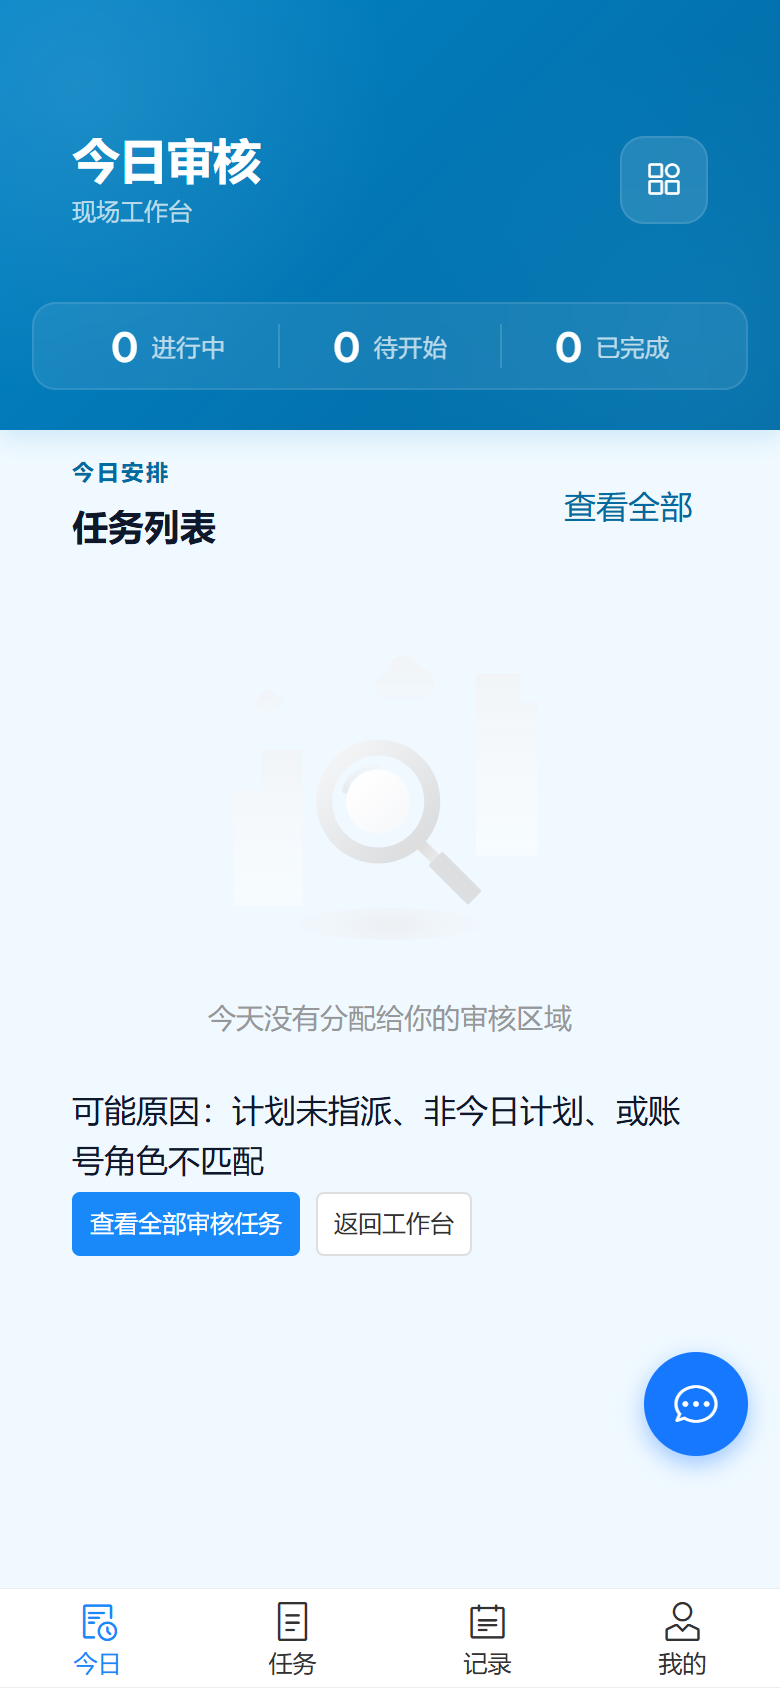 今日审核
现场工作台
0 进行中
0 待开始
0 已完成
今日安排
任务列表
查看全部
今天没有分配给你的审核区域
可能原因：计划未指派、非今日计划、或账
号角色不匹配
查看全部审核任务
返回工作台
今日
任务
记录
我的